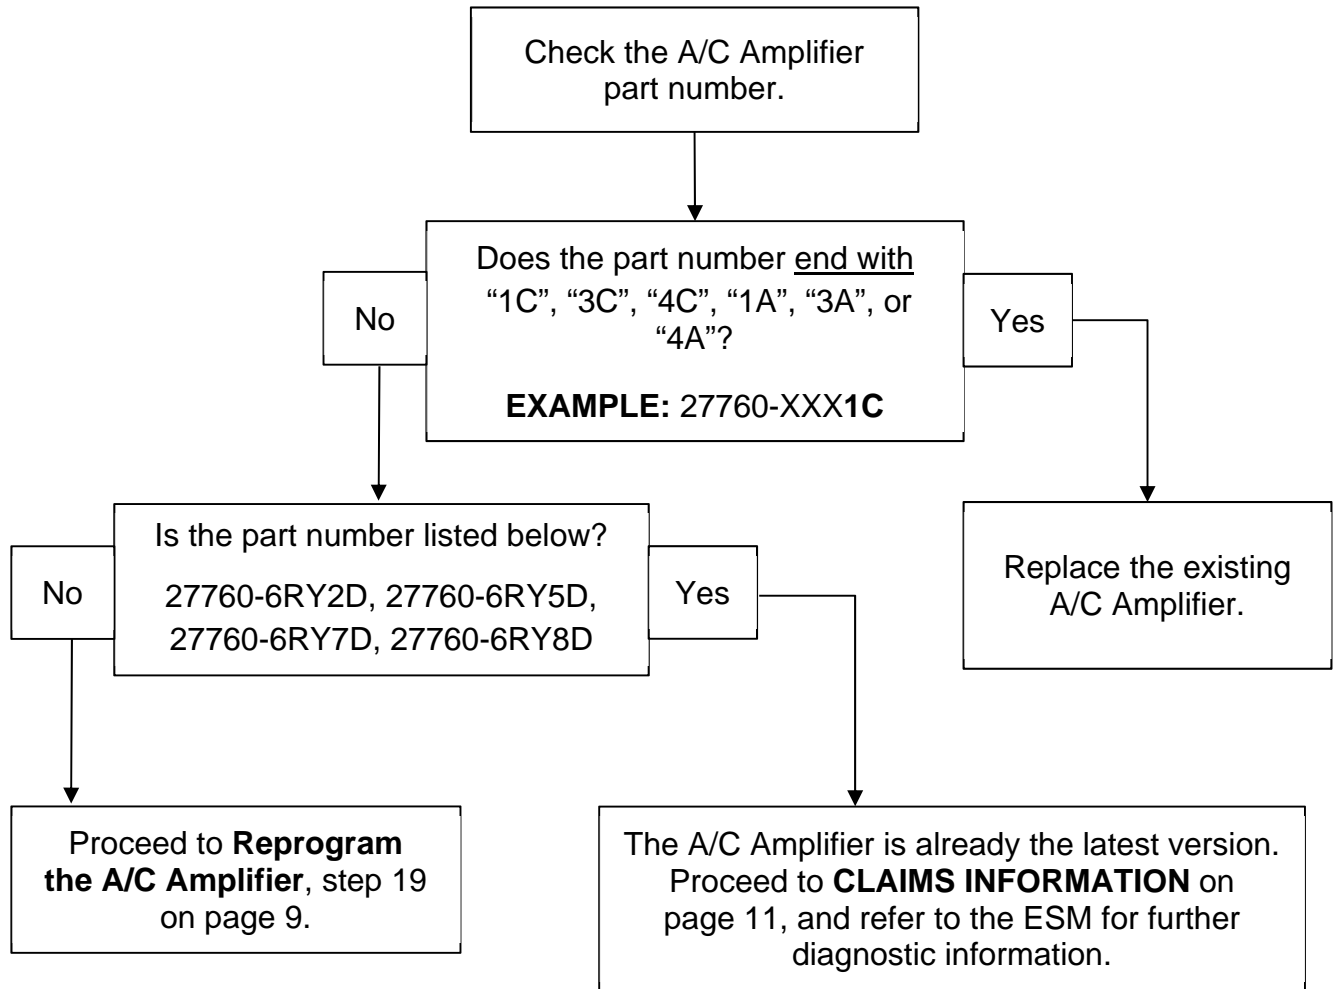 Check the A/C Amplifier
part number.
Does the part number end with
“1C”, “3C”, “4C”, “1A”, “3A”, or
“4A”?
EXAMPLE: 27760-XXX1C
No
Yes
Is the part number listed below?
27760-6RY2D, 27760-6RY5D,
27760-6RY7D, 27760-6RY8D
No
Yes
Replace the existing
A/C Amplifier.
Proceed to Reprogram
the A/C Amplifier, step 19
on page 9.
The A/C Amplifier is already the latest version.
Proceed to CLAIMS INFORMATION on
page 11, and refer to the ESM for further
diagnostic information.